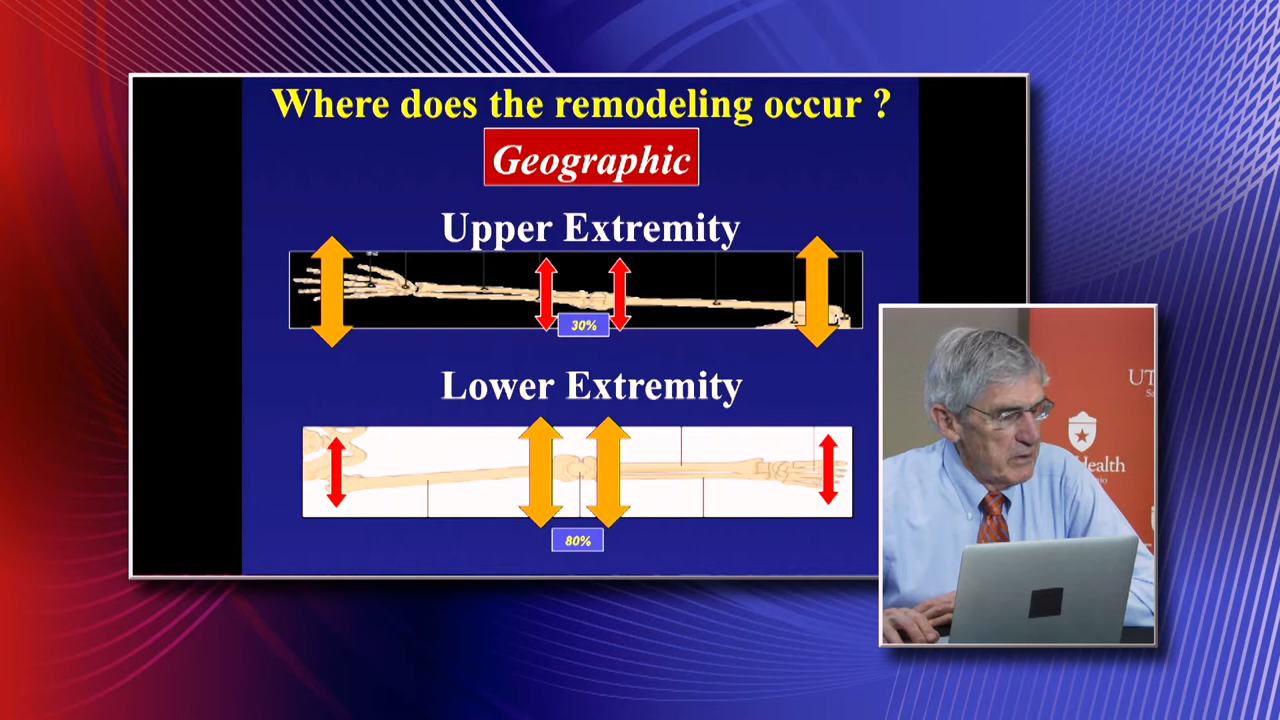 Where does the remodeling occur ?
Geographic
Upper Extremity
30%
Lower Extremity
80%
UT
Health